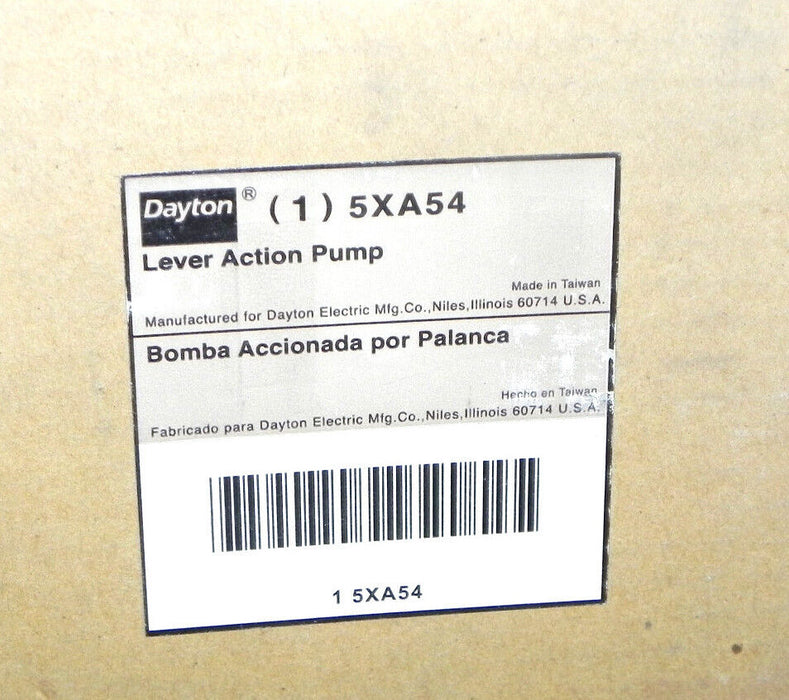 Dayton® (1) 5XA54
Lever Action Pump
Made in Taiwan
Manufactured for Dayton Electric Mfg.Co.,Niles,Illinois 60714 U.S.A.
Bomba Accionada por Palanca
Hecho en Taiwan
Fabricado para Dayton Electric Mfg.Co.,Niles,Illinois 60714 U.S.A.
1 5XA54